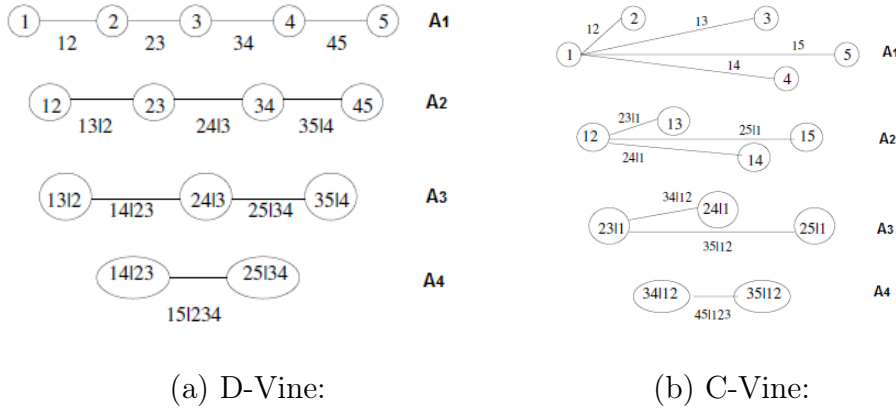 1 2 3 4 5 A1
12 23 34 45
12 23 34 45 A2
13|2 24|3 35|4
13|2 24|3 35|4 A3
14|23 25|34
14|23 25|34 A4
15|234
(a) D-Vine:
2 3
12 13
1 15 5 A1
14 4
23|1 13
12 25|1 15 A2
24|1 14
34|12 24|1
23|1 25|1 A3
35|12
34|12 35|12 A4
45|123
(b) C-Vine: